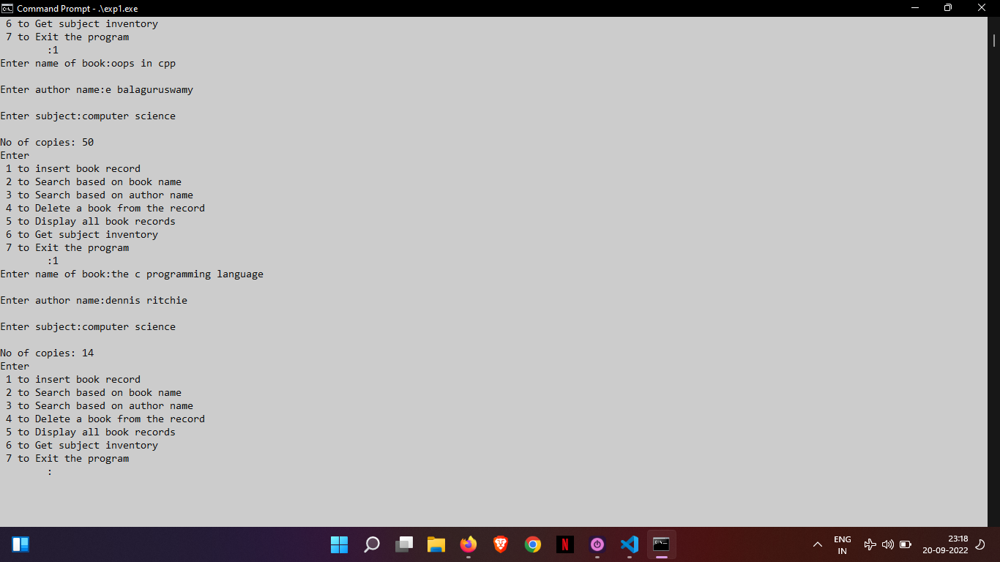 Command Prompt - .\exp1.exe
6 to Get subject inventory
7 to Exit the program
:1
Enter name of book:oops in cpp
Enter author name:e balaguruswamy
Enter subject:computer science
No of copies: 50
Enter
1 to insert book record
2 to Search based on book name
3 to Search based on author name
4 to Delete a book from the record
5 to Display all book records
6 to Get subject inventory
7 to Exit the program
:1
Enter name of book:the c programming language
Enter author name:dennis ritchie
Enter subject:computer science
No of copies: 14
Enter
1 to insert book record
2 to Search based on book name
3 to Search based on author name
4 to Delete a book from the record
5 to Display all book records
6 to Get subject inventory
7 to Exit the program
:
ENG
IN
23:18
20-09-2022